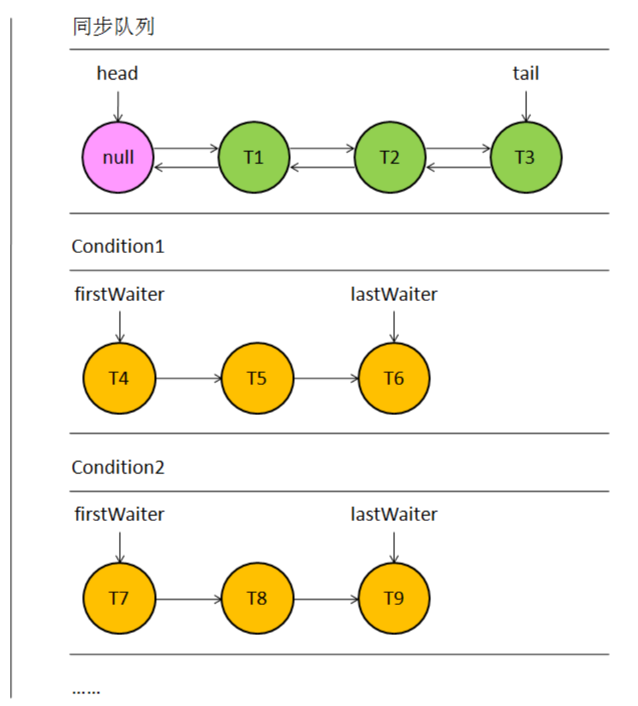 同步队列
head tail
null T1 T2 T3
Condition1
firstWaiter lastWaiter
T4 T5 T6
Condition2
firstWaiter lastWaiter
T7 T8 T9
……